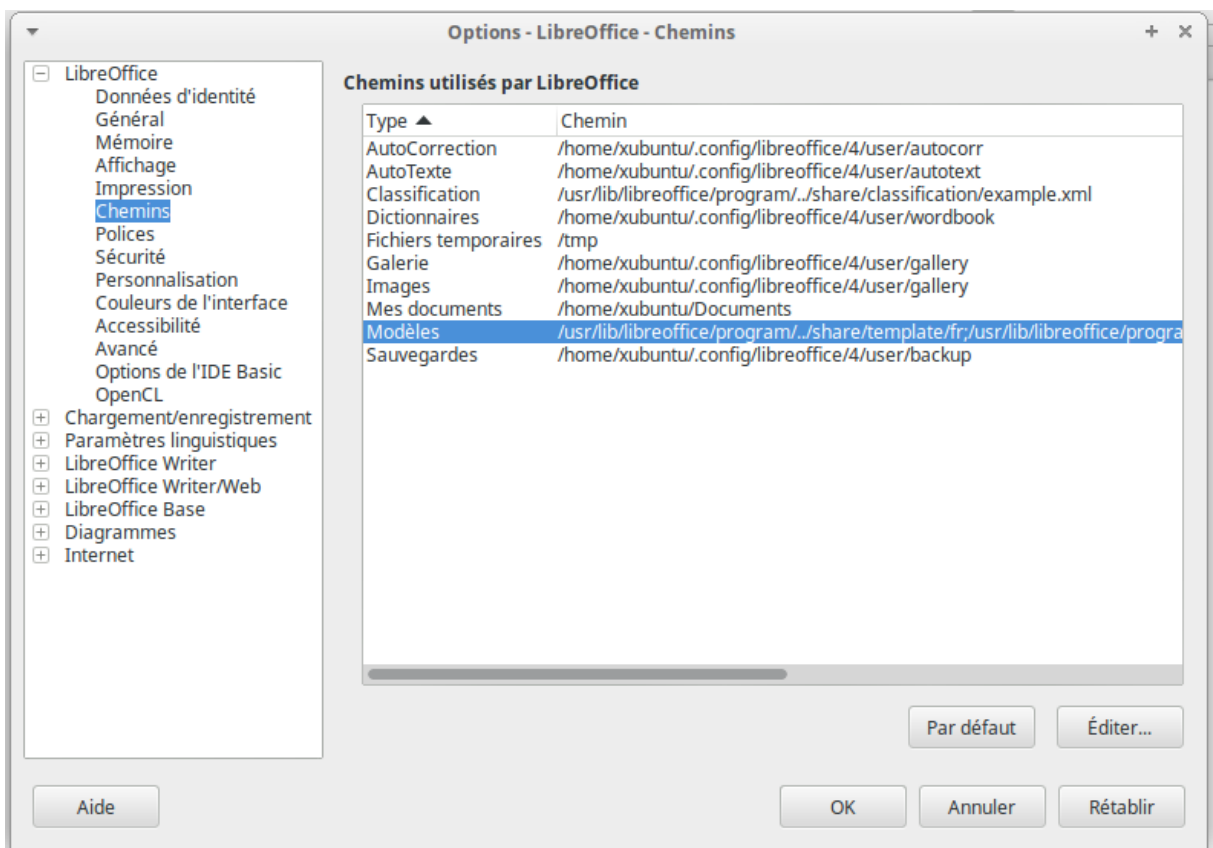 Options - LibreOffice - Chemins
LibreOffice
Données d'identité
Général
Mémoire
Affichage
Impression
Chemins
Polices
Sécurité
Personnalisation
Couleurs de l'interface
Accessibilité
Avancé
Options de l'IDE Basic
OpenCL
Chargement/enregistrement
Paramètres linguistiques
LibreOffice Writer
LibreOffice Writer/Web
LibreOffice Base
Diagrammes
Internet
Chemins utilisés par LibreOffice
Type Chemin
AutoCorrection /home/xubuntu/.config/libreoffice/4/user/autocorr
AutoTexte /home/xubuntu/.config/libreoffice/4/user/autotext
Classification /usr/lib/libreoffice/program/../share/classification/example.xml
Dictionnaires /home/xubuntu/.config/libreoffice/4/user/wordbook
Fichiers temporaires /tmp
Galerie /home/xubuntu/.config/libreoffice/4/user/gallery
Images /home/xubuntu/.config/libreoffice/4/user/gallery
Mes documents /home/xubuntu/Documents
Modèles /usr/lib/libreoffice/program/../share/template/fr;/usr/lib/libreoffice/progra
Sauvegardes /home/xubuntu/.config/libreoffice/4/user/backup
Par défaut Éditer...
Aide OK Annuler Rétablir